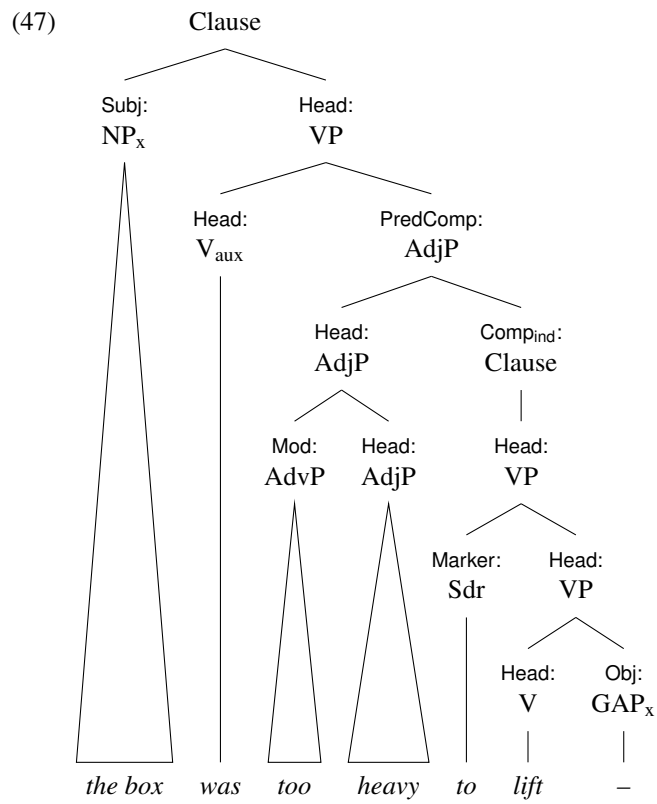 (47) Clause
Subj: Head:
NPx VP
Head: PredComp:
Vaux AdjP
Head: Compind:
AdjP Clause
Mod: Head: Head:
AdvP AdjP VP
Marker: Head:
Sdr VP
Head: Obj:
V GAPx
the box was too heavy to lift –